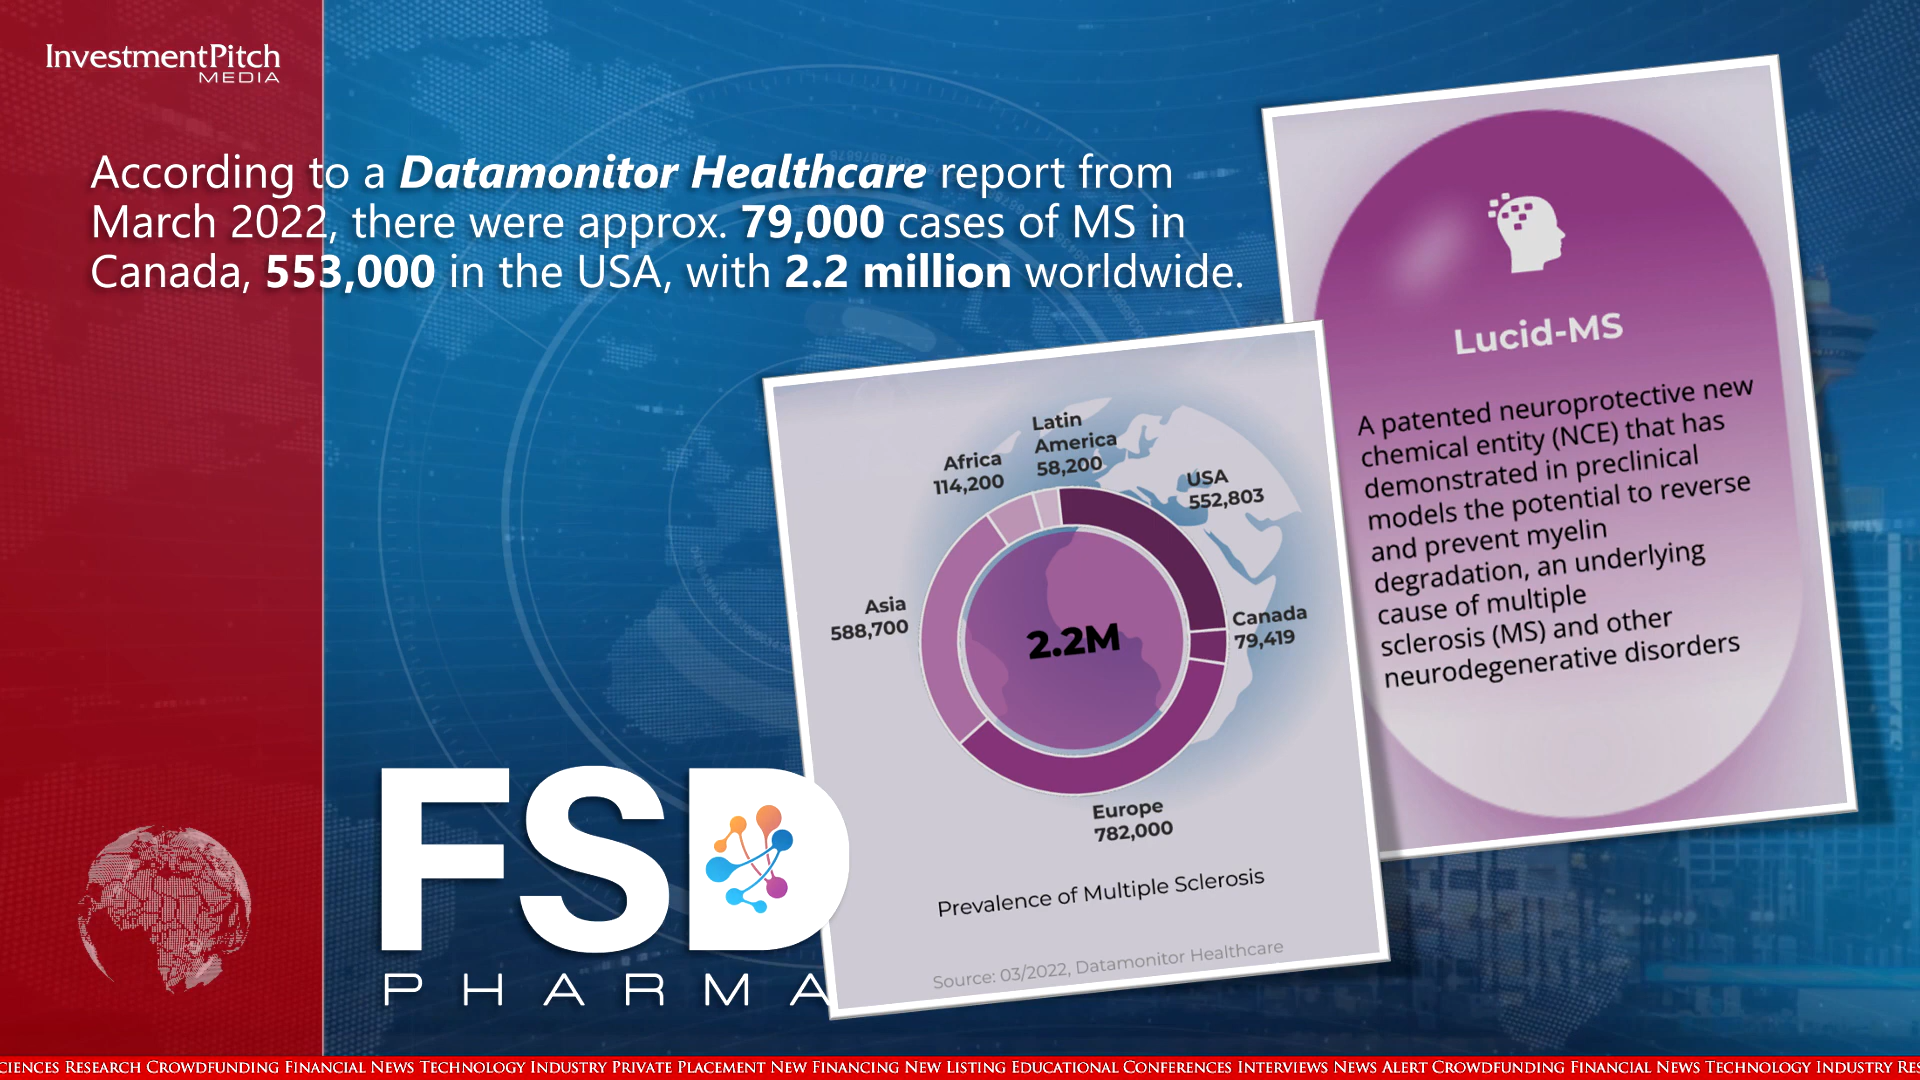 InvestmentPitch
MEDIA
According to a Datamonitor Healthcare report from
March 2022, there were approx. 79,000 cases of MS in
Canada, 553,000 in the USA, with 2.2 million worldwide.
Lucid-MS
A patented neuroprotective new
chemical entity (NCE) that has
demonstrated in preclinical
models the potential to reverse
and prevent myelin
degradation, an underlying
cause of multiple
sclerosis (MS) and other
neurodegenerative disorders
Latin
America
58,200
Africa
114,200
USA
552,803
Asia
588,700
Canada
79,419
2.2M
Europe
782,000
Prevalence of Multiple Sclerosis
Source: 03/2022, Datamonitor Healthcare
FSD
PHARMA
RESEARCH CROWDFUNDING FINANCIAL NEWS TECHNOLOGY INDUSTRY PRIVATE PLACEMENT NEW FINANCING NEW LISTING EDUCATIONAL CONFERENCES INTERVIEWS NEWS ALERT CROWDFUNDING FINANCIAL NEWS TECHNOLOGY INDUSTRY